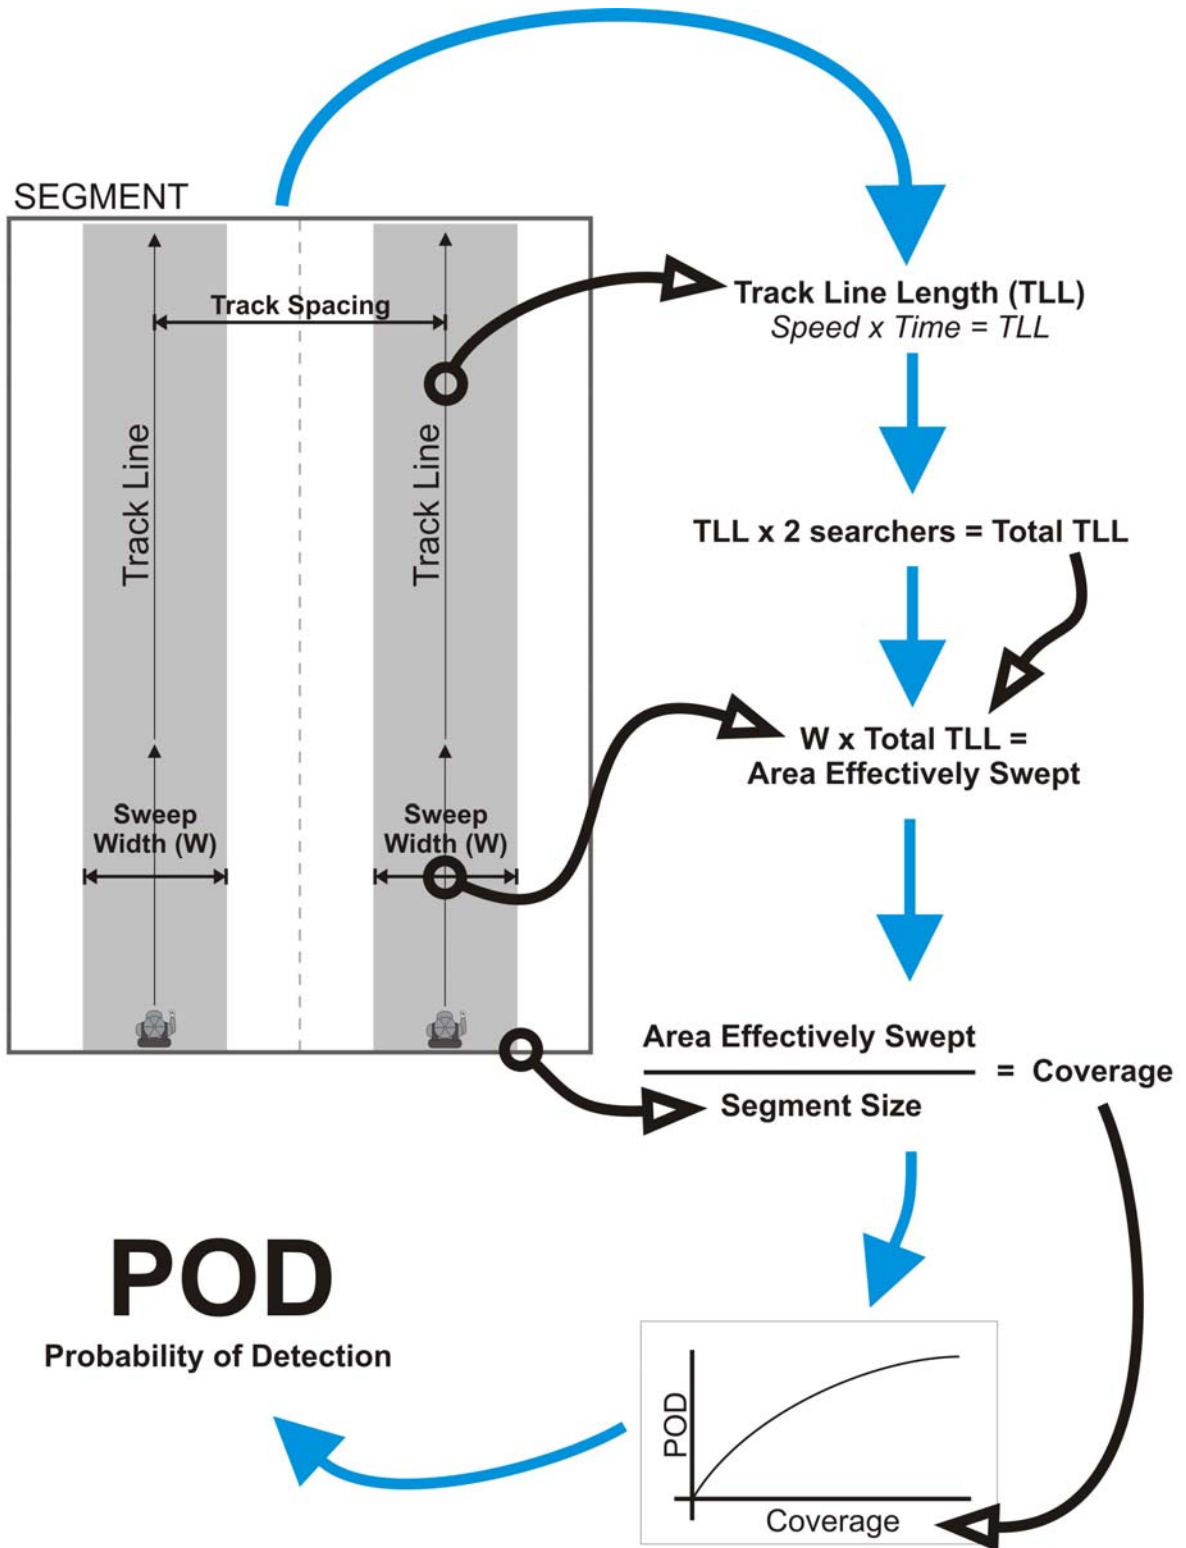 SEGMENT
Track Spacing
Track Line
Track Line
Sweep
Width (W)
Sweep
Width (W)
Track Line Length (TLL)
Speed x Time = TLL
TLL x 2 searchers = Total TLL
W x Total TLL =
Area Effectively Swept
Area Effectively Swept
= Coverage
Segment Size
POD
Coverage
POD
Probability of Detection